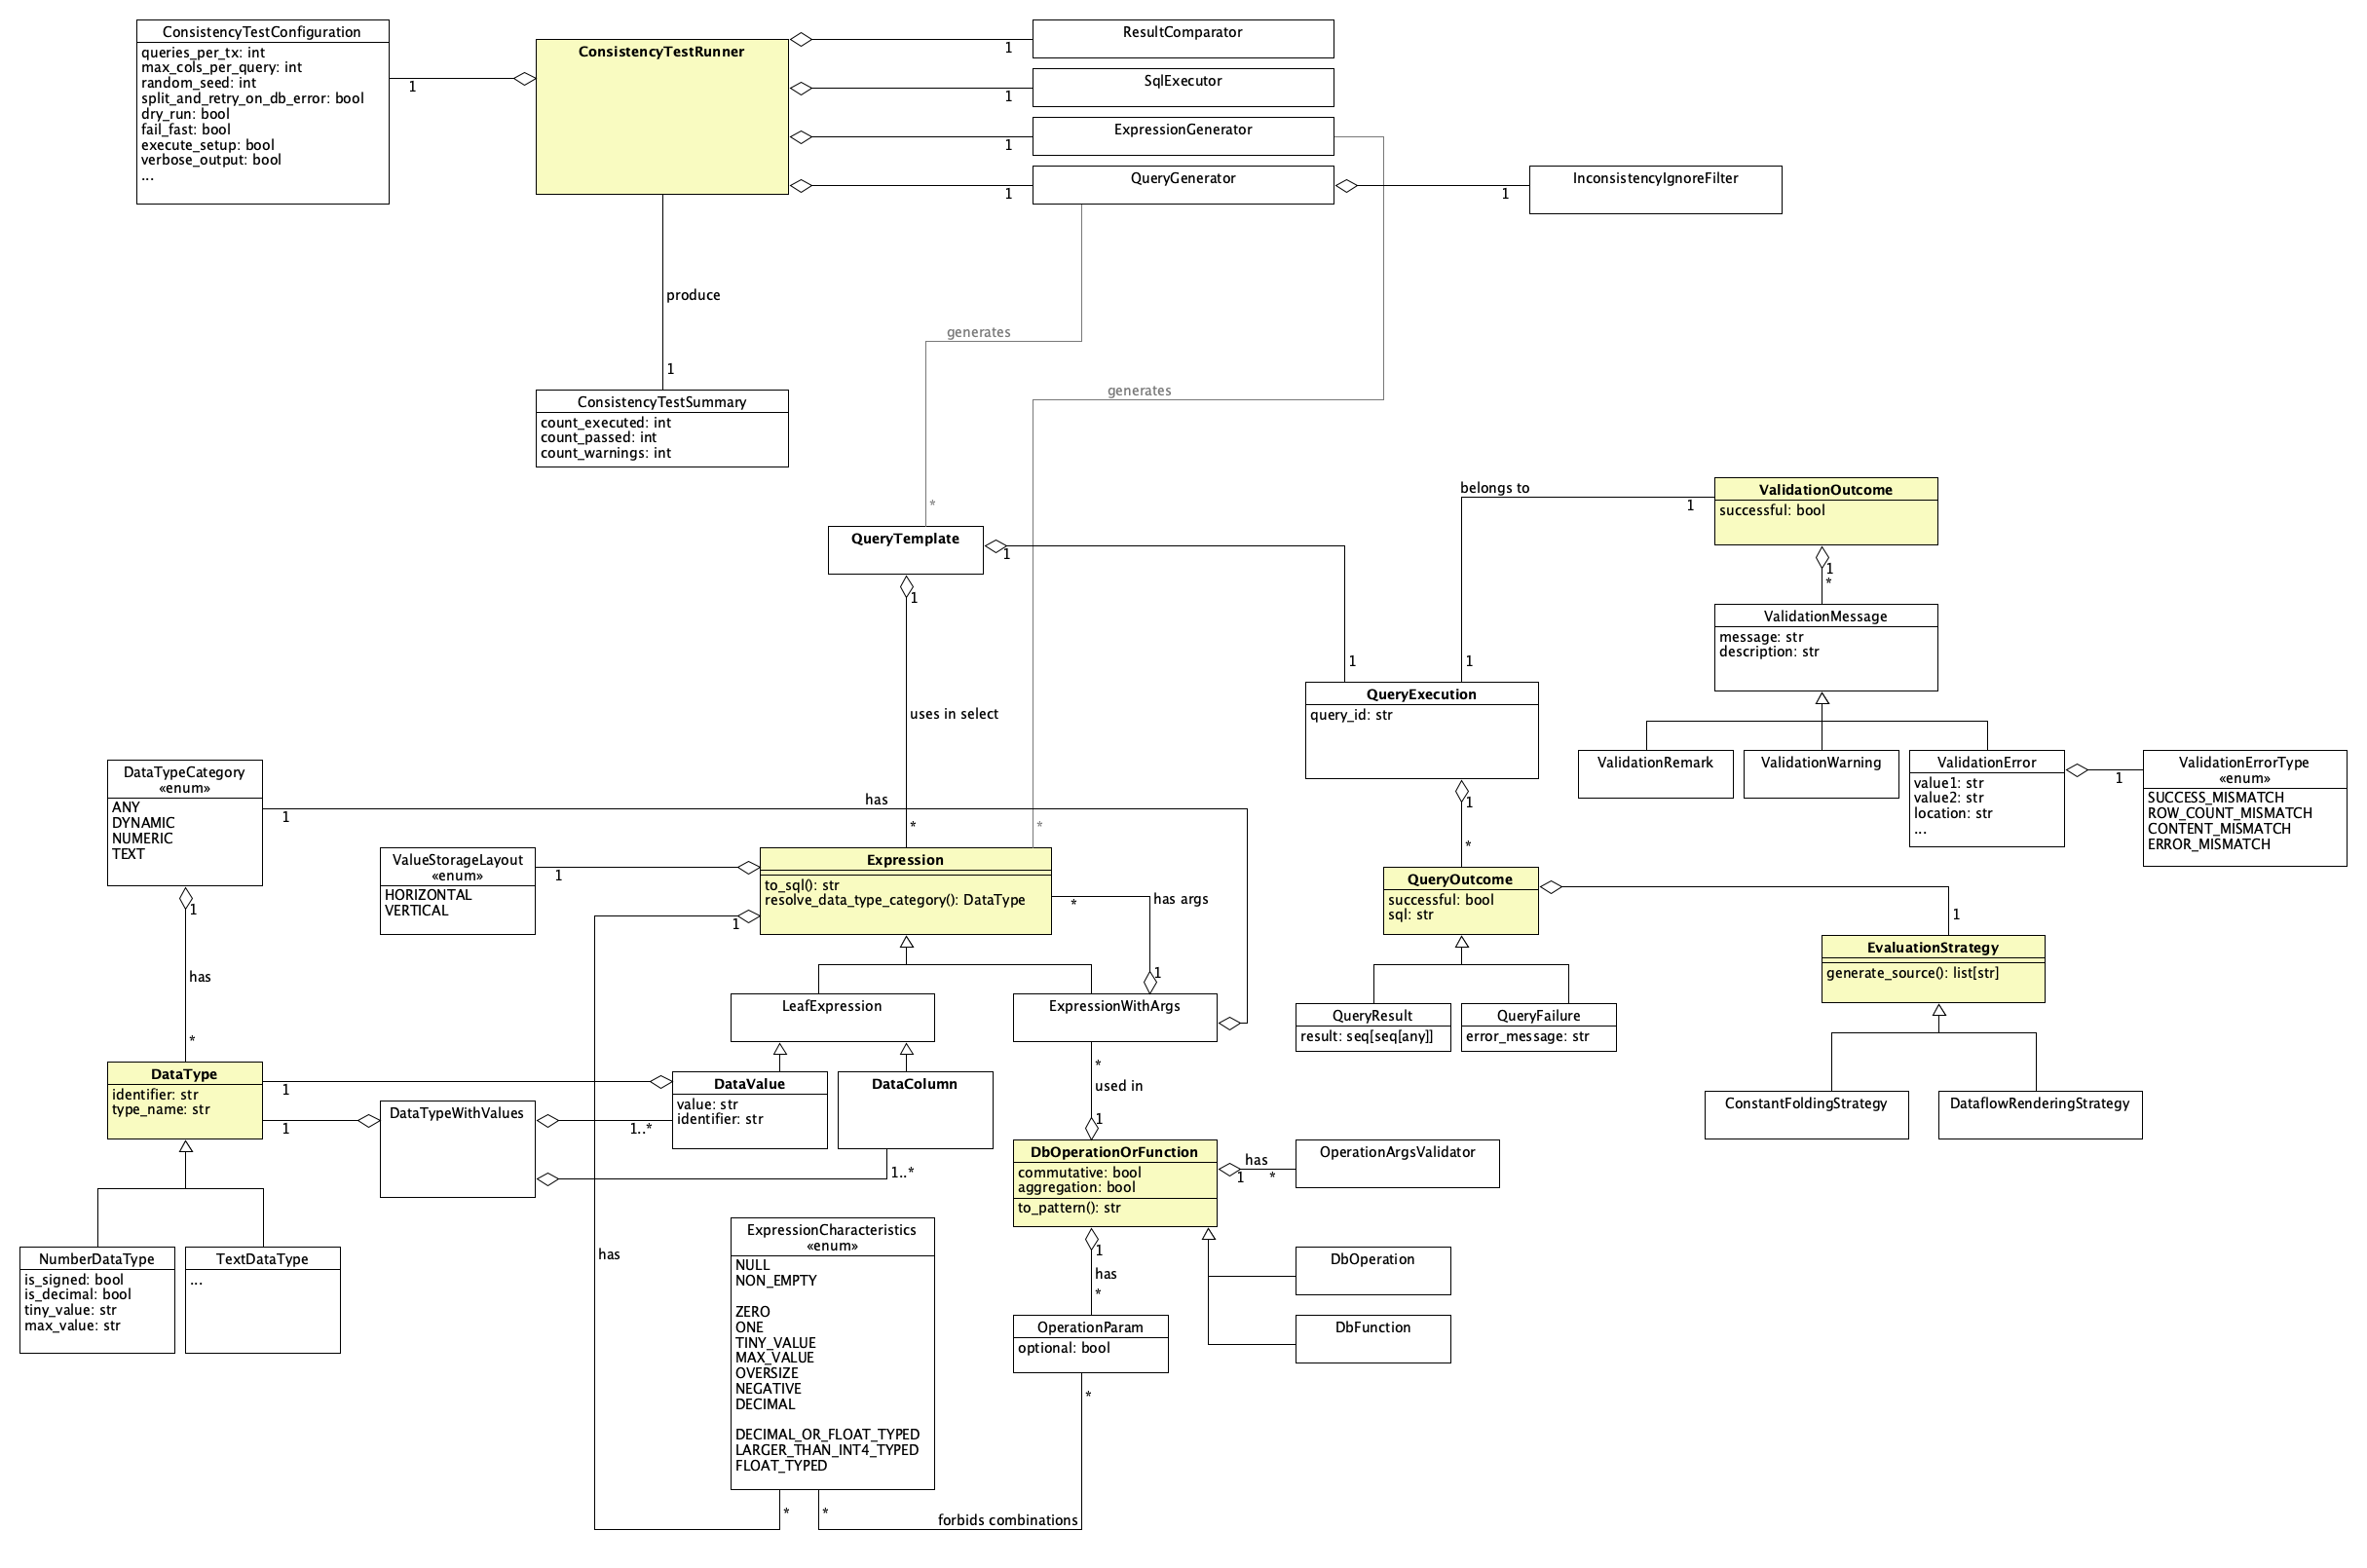 ConsistencyTestConfiguration
queries_per_tx: int
max_cols_per_query: int
random_seed: int
split_and_retry_on_db_error: bool
dry_run: bool
fail_fast: bool
execute_setup: bool
verbose_output: bool
...
1
ConsistencyTestRunner
1
ResultComparator
1
SqlExecutor
1
ExpressionGenerator
1
QueryGenerator
1
InconsistencyIgnoreFilter
produce
1
generates
generates
ConsistencyTestSummary
count_executed: int
count_passed: int
count_warnings: int
*
QueryTemplate
1
1
belongs to
1
ValidationOutcome
successful: bool
1
*
ValidationMessage
message: str
description: str
1
1
QueryExecution
query_id: str
uses in select
ValidationRemark
ValidationWarning
ValidationError
value1: str
value2: str
location: str
...
1
ValidationErrorType
«enum»
SUCCESS_MISMATCH
ROW_COUNT_MISMATCH
CONTENT_MISMATCH
ERROR_MISMATCH
DataTypeCategory
«enum»
ANY
DYNAMIC
NUMERIC
TEXT
1
has
*
*
1
*
ValueStorageLayout
«enum»
HORIZONTAL
VERTICAL
1
Expression
to_sql(): str
resolve_data_type_category(): DataType
1
*
has args
1
QueryOutcome
successful: bool
sql: str
1
EvaluationStrategy
generate_source(): list[str]
1
has
*
LeafExpression
ExpressionWithArgs
QueryResult
result: seq[seq[any]]
QueryFailure
error_message: str
*
used in
1
DataType
identifier: str
type_name: str
1
1
DataTypeWithValues
DataValue
value: str
identifier: str
1..*
DataColumn
1..*
ConstantFoldingStrategy
DataflowRenderingStrategy
DbOperationOrFunction
commutative: bool
aggregation: bool
to_pattern(): str
has
1
*
OperationArgsValidator
NumberDataType
is_signed: bool
is_decimal: bool
tiny_value: str
max_value: str
TextDataType
...
has
ExpressionCharacteristics
«enum»
NULL
NON_EMPTY
ZERO
ONE
TINY_VALUE
MAX_VALUE
OVERSIZE
NEGATIVE
DECIMAL
DECIMAL_OR_FLOAT_TYPED
LARGER_THAN_INT4_TYPED
FLOAT_TYPED
1
has
*
DbOperation
DbFunction
OperationParam
optional: bool
*
*
*
forbids combinations